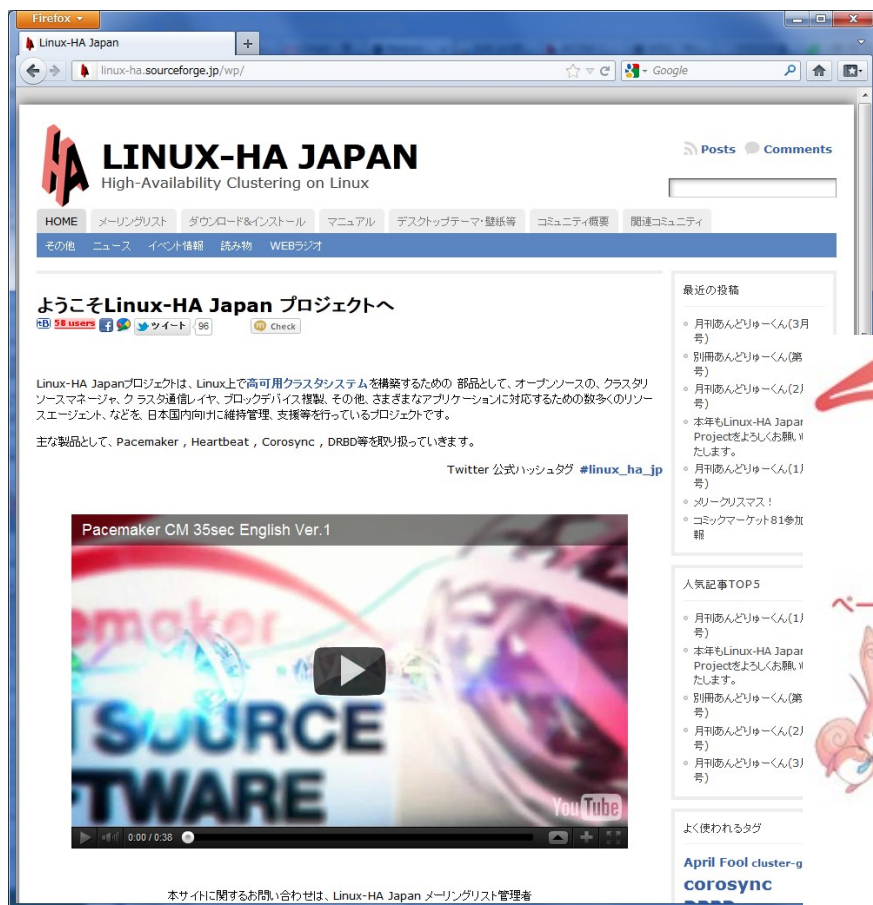 Firefox
Linux-HA Japan
linux-ha.sourceforge.jp/wp/
Google
LINUX-HA JAPAN
High-Availability Clustering on Linux
Posts Comments
HOME メーリングリスト ダウンロード&インストール マニュアル デスクトップテーマ・壁紙等 コミュニティ概要 関連コミュニティ
その他 ニュース イベント情報 読み物 WEBラジオ
ようこそLinux-HA Japan プロジェクトへ
58 users ツイート 96 Check
Linux-HA Japanプロジェクトは、Linux上で高可用クラスタシステムを構築するための 部品として、オープンソースの、クラスタリ
ソースマネージャ、クラスタ通信レイヤ、ブロックデバイス複製、その他、さまざまなアプリケーションに対応するための数多くのリソー
スエージェント、などを、日本国内向けに維持管理、支援等を行っているプロジェクトです。
主な製品として、Pacemaker , Heartbeat , Corosync , DRBD等を取り扱っていきます。
Twitter 公式ハッシュタグ #linux_ha_jp
Pacemaker CM 35sec English Ver.1
cemaker
SOURCE
FTWARE
YouTube
0:00 / 0:38
本サイトに関するお問い合わせは、Linux-HA Japan メーリングリスト管理者
最近の投稿
月刊あんどりゅーくん(3月
号)
別冊あんどりゅーくん(第
号)
月刊あんどりゅーくん(2月
号)
本年もLinux-HA Japan
Projectをよろしくお願い
たします。
月刊あんどりゅーくん(1月
号)
メリークリスマス!
コミックマーケット81参加
報
人気記事TOP5
月刊あんどりゅーくん(1月
号)
本年もLinux-HA Japan
Projectをよろしくお願い
たします。
別冊あんどりゅーくん(第
号)
月刊あんどりゅーくん(2月
号)
月刊あんどりゅーくん(3月
号)
よく使われるタグ
April Fool cluster-g
corosync
DRBD
ペー